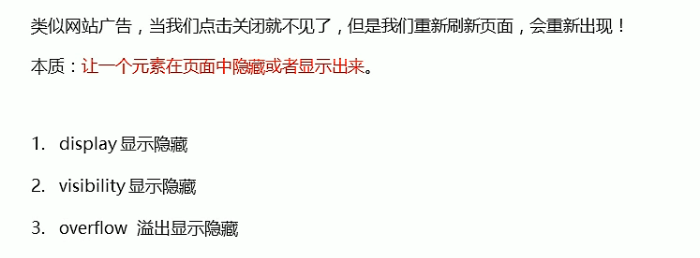 类似网站广告，当我们点击关闭就不见了，但是我们重新刷新页面，会重新出现！
本质：让一个元素在页面中隐藏或者显示出来。
1. display 显示隐藏
2. visibility 显示隐藏
3. overflow 溢出显示隐藏